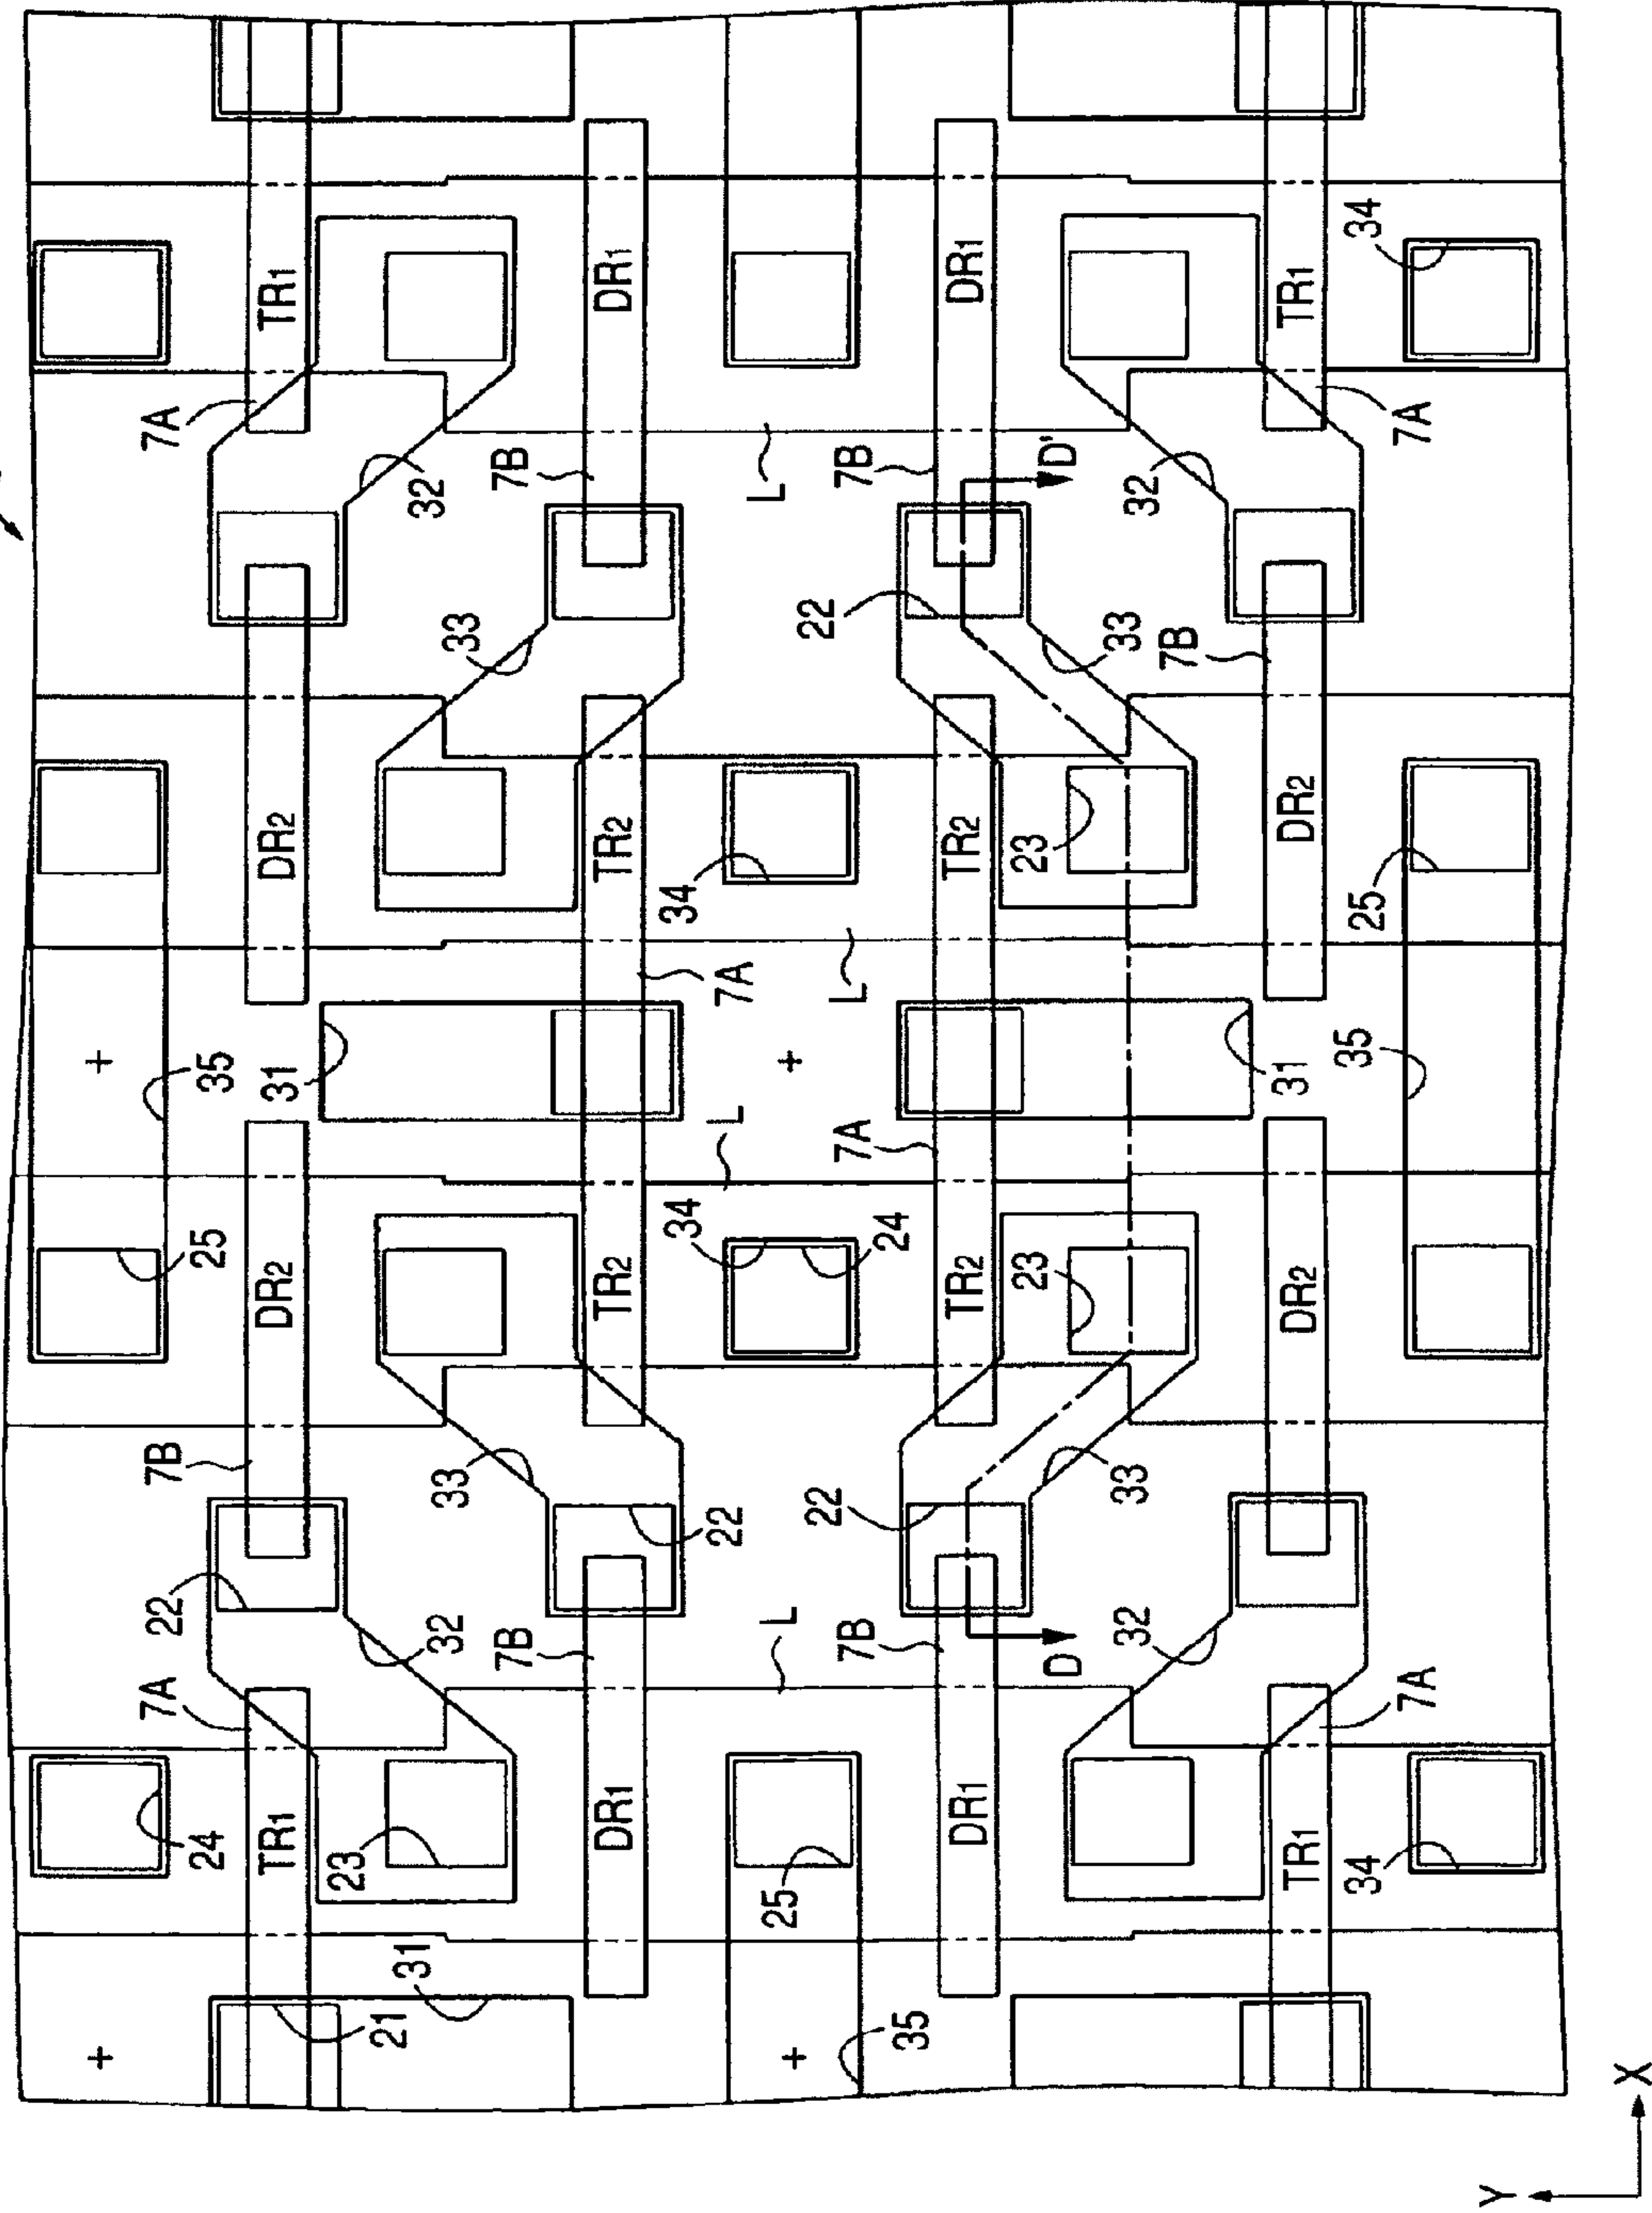 7A 22 7B 7A
24 25 35
TR1 DR2 31 DR2 TR1
23
21
31
32 33 33 32
7B 7B
DR1 TR2 TR2 DR1
34 34
22 L 7A
25 L L
22 22
7B 7A L 7B
24
35
DR1 TR2 TR2 DR1
23 23
D D'
32 33 33 32
7B
TR1 DR2 31 DR2 TR1
34 35 25 34
7A 7A
Y
X